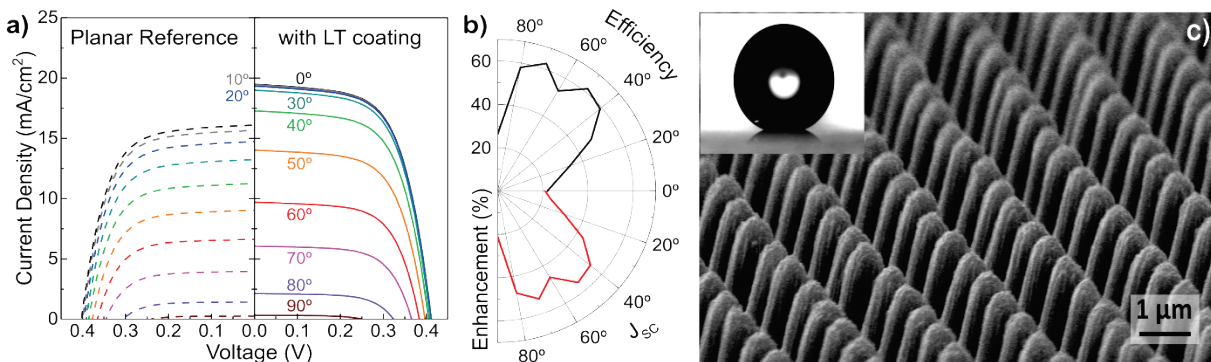 a)
Planar Reference
with LT coating
Current Density (mA/cm²)
25
20
15
10
5
0
10º
20º
0º
30º
40º
50º
60º
70º
80º
90º
0.4 0.3 0.2 0.1 0.0 0.1 0.2 0.3 0.4
Voltage (V)
b)
Efficiency
Enhancement (%)
60
40
20
80º
60º
40º
20º
0º
20º
40º
60º
80º
JSC
c)
1 µm